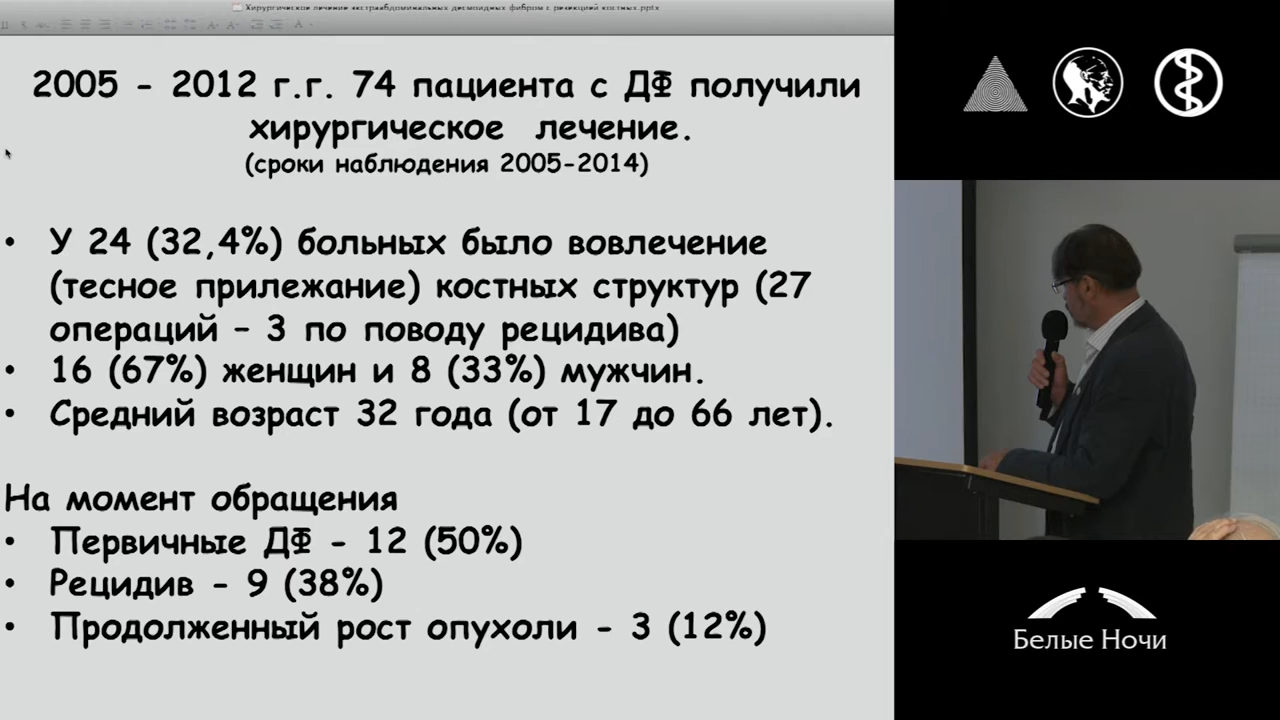 Хирургическое лечение экстраабдоминальных десмоидных фибром с резекцией костных.pptx
2005 - 2012 г.г. 74 пациента с ДФ получили
хирургическое лечение.
(сроки наблюдения 2005-2014)
• У 24 (32,4%) больных было вовлечение
(тесное прилежание) костных структур (27
операций – 3 по поводу рецидива)
• 16 (67%) женщин и 8 (33%) мужчин.
• Средний возраст 32 года (от 17 до 66 лет).
На момент обращения
• Первичные ДФ - 12 (50%)
• Рецидив - 9 (38%)
• Продолженный рост опухоли - 3 (12%)
Белые Ночи